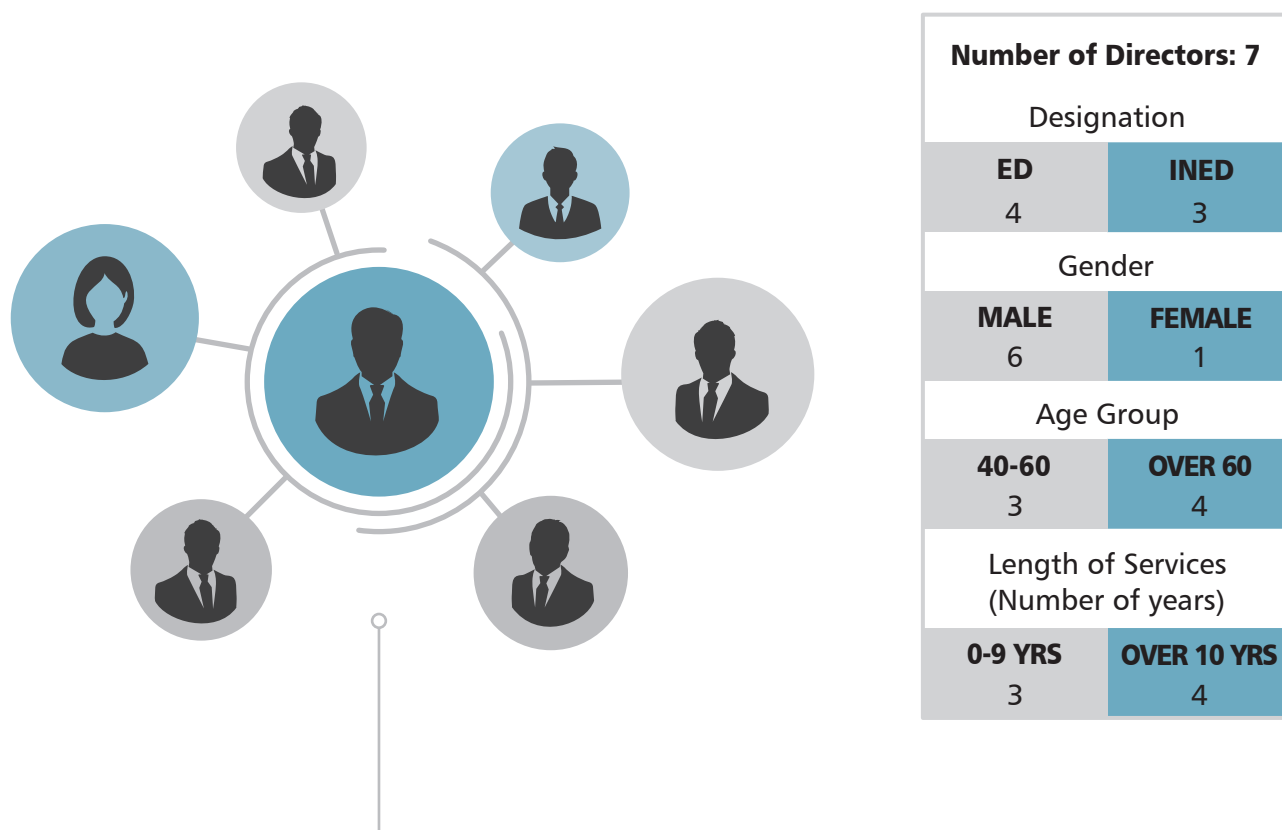 Number of Directors: 7
Designation
ED INED
4 3
Gender
MALE FEMALE
6 1
Age Group
40-60 OVER 60
3 4
Length of Services
(Number of years)
0-9 YRS OVER 10 YRS
3 4